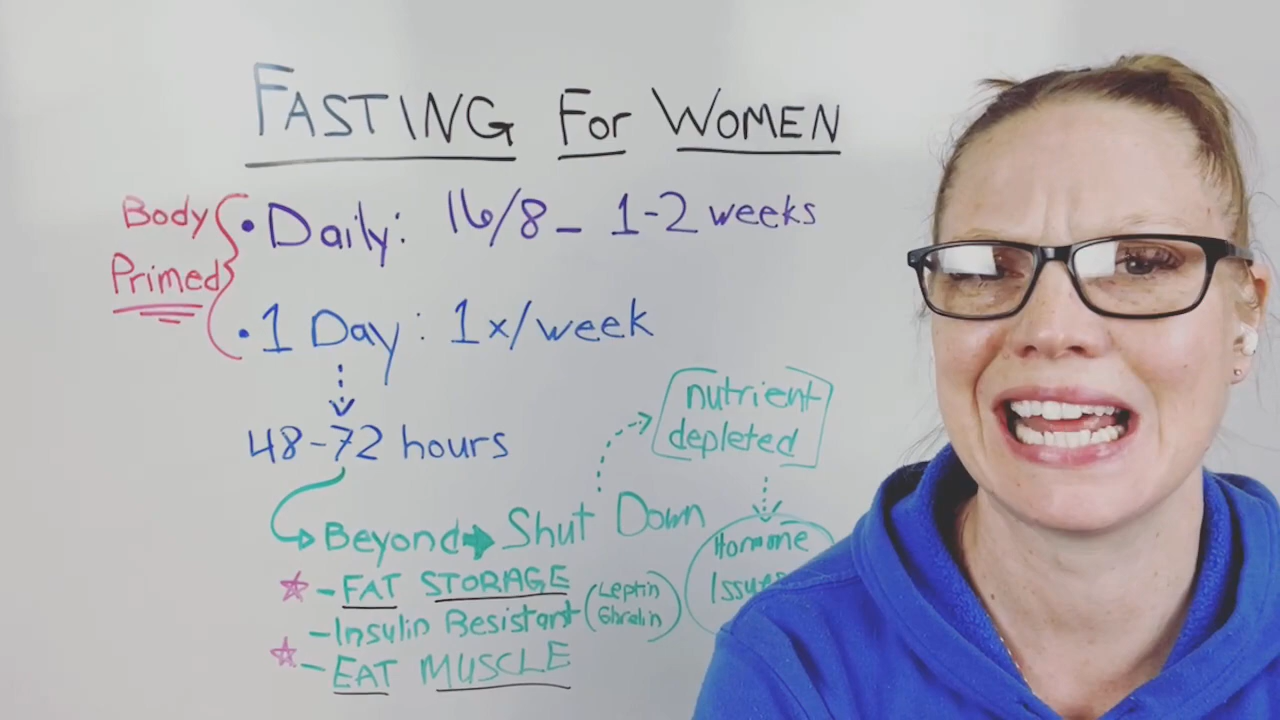 FASTING For WOMEN
Body
Primed
• Daily: 16/8 - 1-2 weeks
• 1 Day: 1x/week
48-72 hours
nutrient
depleted
Beyond Shut Down
Hormone
Issues
- FAT STORAGE
- Insulin Resistant (Leptin
Ghrelin)
- EAT MUSCLE